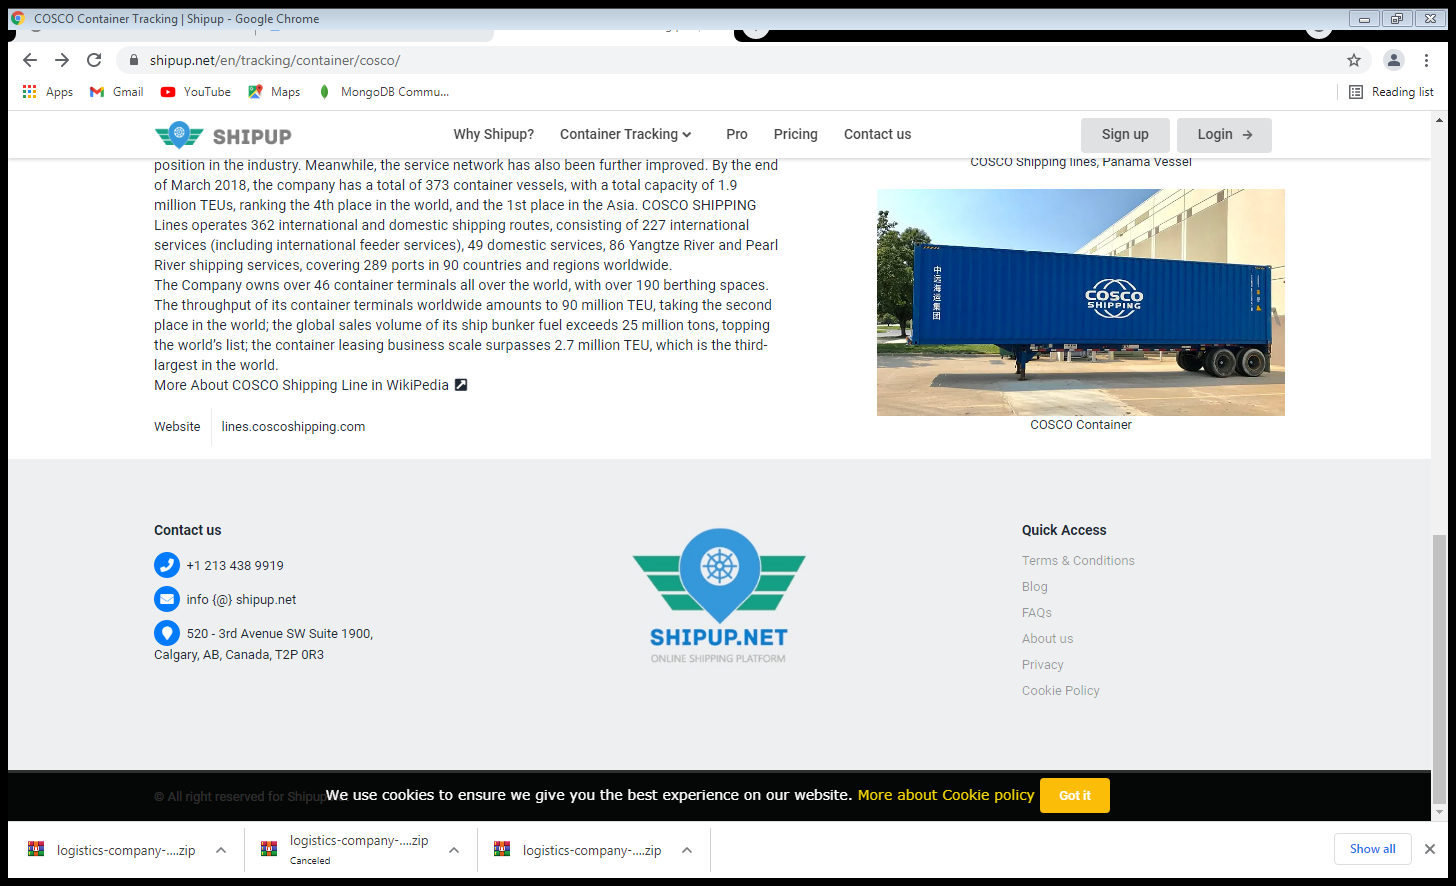 COSCO Container Tracking | Shipup - Google Chrome
shipup.net/en/tracking/container/cosco/
Apps Gmail YouTube Maps MongoDB Commu... Reading list
SHIPUP Why Shipup? Container Tracking Pro Pricing Contact us Sign up Login
position in the industry. Meanwhile, the service network has also been further improved. By the end
of March 2018, the company has a total of 373 container vessels, with a total capacity of 1.9
million TEUs, ranking the 4th place in the world, and the 1st place in the Asia. COSCO SHIPPING
Lines operates 362 international and domestic shipping routes, consisting of 227 international
services (including international feeder services), 49 domestic services, 86 Yangtze River and Pearl
River shipping services, covering 289 ports in 90 countries and regions worldwide.
The Company owns over 46 container terminals all over the world, with over 190 berthing spaces.
The throughput of its container terminals worldwide amounts to 90 million TEU, taking the second
place in the world; the global sales volume of its ship bunker fuel exceeds 25 million tons, topping
the world's list; the container leasing business scale surpasses 2.7 million TEU, which is the third-
largest in the world.
More About COSCO Shipping Line in WikiPedia
Website lines.coscoshipping.com
COSCO Shipping lines, Panama Vessel
中远海运集团
COSCO
SHIPPING
COSCO Container
Contact us
+1 213 438 9919
info {@} shipup.net
520 - 3rd Avenue SW Suite 1900,
Calgary, AB, Canada, T2P 0R3
SHIPUP.NET
ONLINE SHIPPING PLATFORM
Quick Access
Terms & Conditions
Blog
FAQs
About us
Privacy
Cookie Policy
© All right reserved for Shipup
We use cookies to ensure we give you the best experience on our website. More about Cookie policy Got it
logistics-company-....zip
logistics-company-....zip
Canceled
logistics-company-....zip
Show all